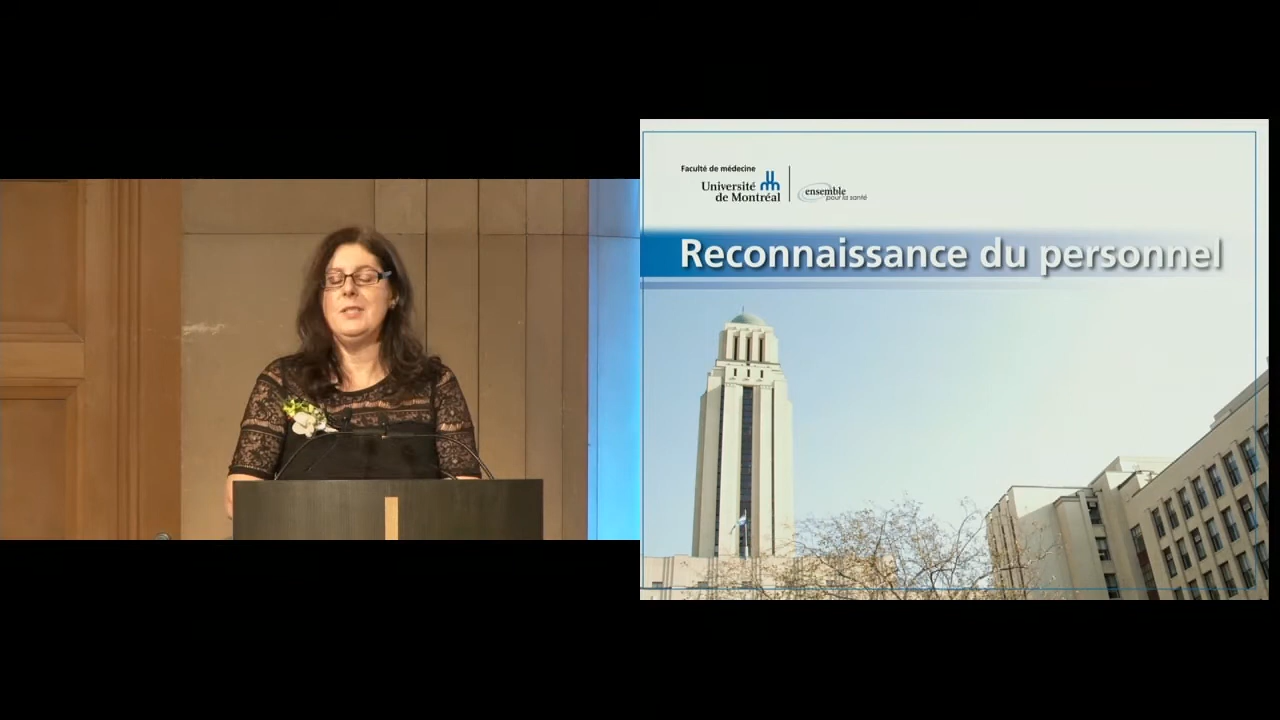 Faculté de médecine
Université
de Montréal
ensemble
pour la santé
Reconnaissance du personnel